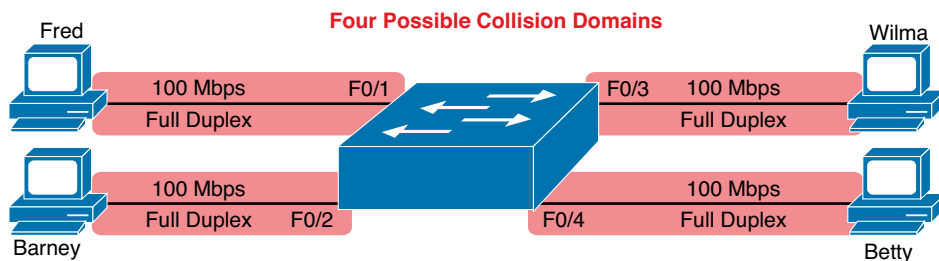 Four Possible Collision Domains
Fred
Wilma
100 Mbps F0/1
Full Duplex
F0/3 100 Mbps
Full Duplex
100 Mbps
Full Duplex F0/2
100 Mbps
F0/4 Full Duplex
Barney
Betty